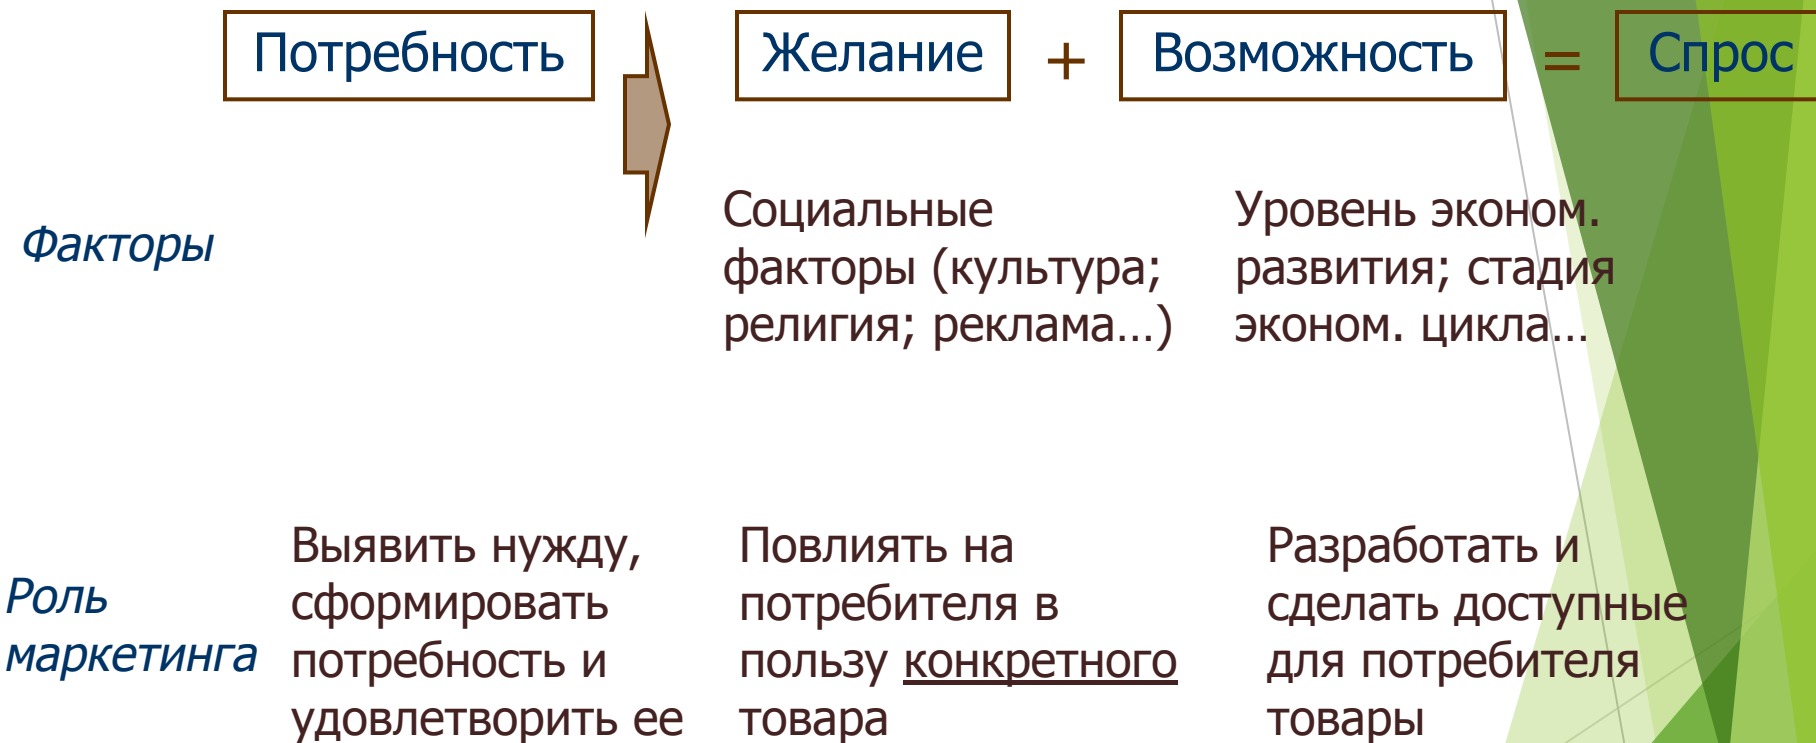 Потребность Желание + Возможность = Спрос
Факторы
Социальные
факторы (культура;
религия; реклама…)
Уровень эконом.
развития; стадия
эконом. цикла…
Роль
маркетинга
Выявить нужду,
сформировать
потребность и
удовлетворить ее
Повлиять на
потребителя в
пользу конкретного
товара
Разработать и
сделать доступные
для потребителя
товары